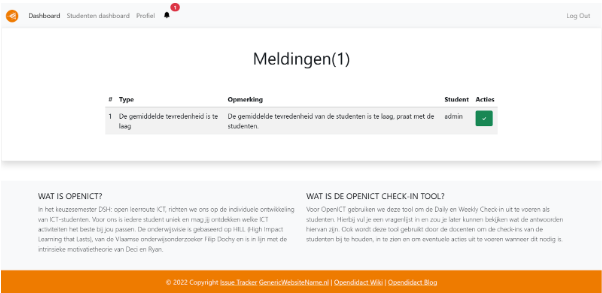 Dashboard Studenten dashboard Profiel 1 Log Out
Meldingen(1)
# Type Opmerking Student Acties
1 De gemiddelde tevredenheid is te De gemiddelde tevredenheid van de studenten is te laag, praat met de admin
laag studenten.
WAT IS OPENICT?
In het keuzesemester DSH: open leerroute ICT, richten we ons op de individuele ontwikkeling
van ICT-studenten. Voor ons is iedere student uniek en mag jij ontdekken welke ICT
activiteiten het beste bij jou passen. De onderwijsvisie is gebaseerd op HILL (High Impact
Learning that Lasts), van de Vlaamse onderwijsonderzoeker Filip Dochy en is in lijn met de
intrinsieke motivatietheorie van Deci en Ryan.
WAT IS DE OPENICT CHECK-IN TOOL?
Voor OpenICT gebruiken we deze tool om de Daily en Weekly Check-in uit te voeren als
studenten. Hierbij vul je een vragenlijst in en zou je later kunnen bekijken wat de antwoorden
hiervan zijn. Ook wordt deze tool gebruikt door de docenten om de check-ins van de
studenten bij te houden, in te zien en om eventuele acties uit te voeren wanneer dit nodig is.
© 2022 Copyright Issue Tracker GenericWebsiteName.nl | Opendidact Wiki | Opendidact Blog